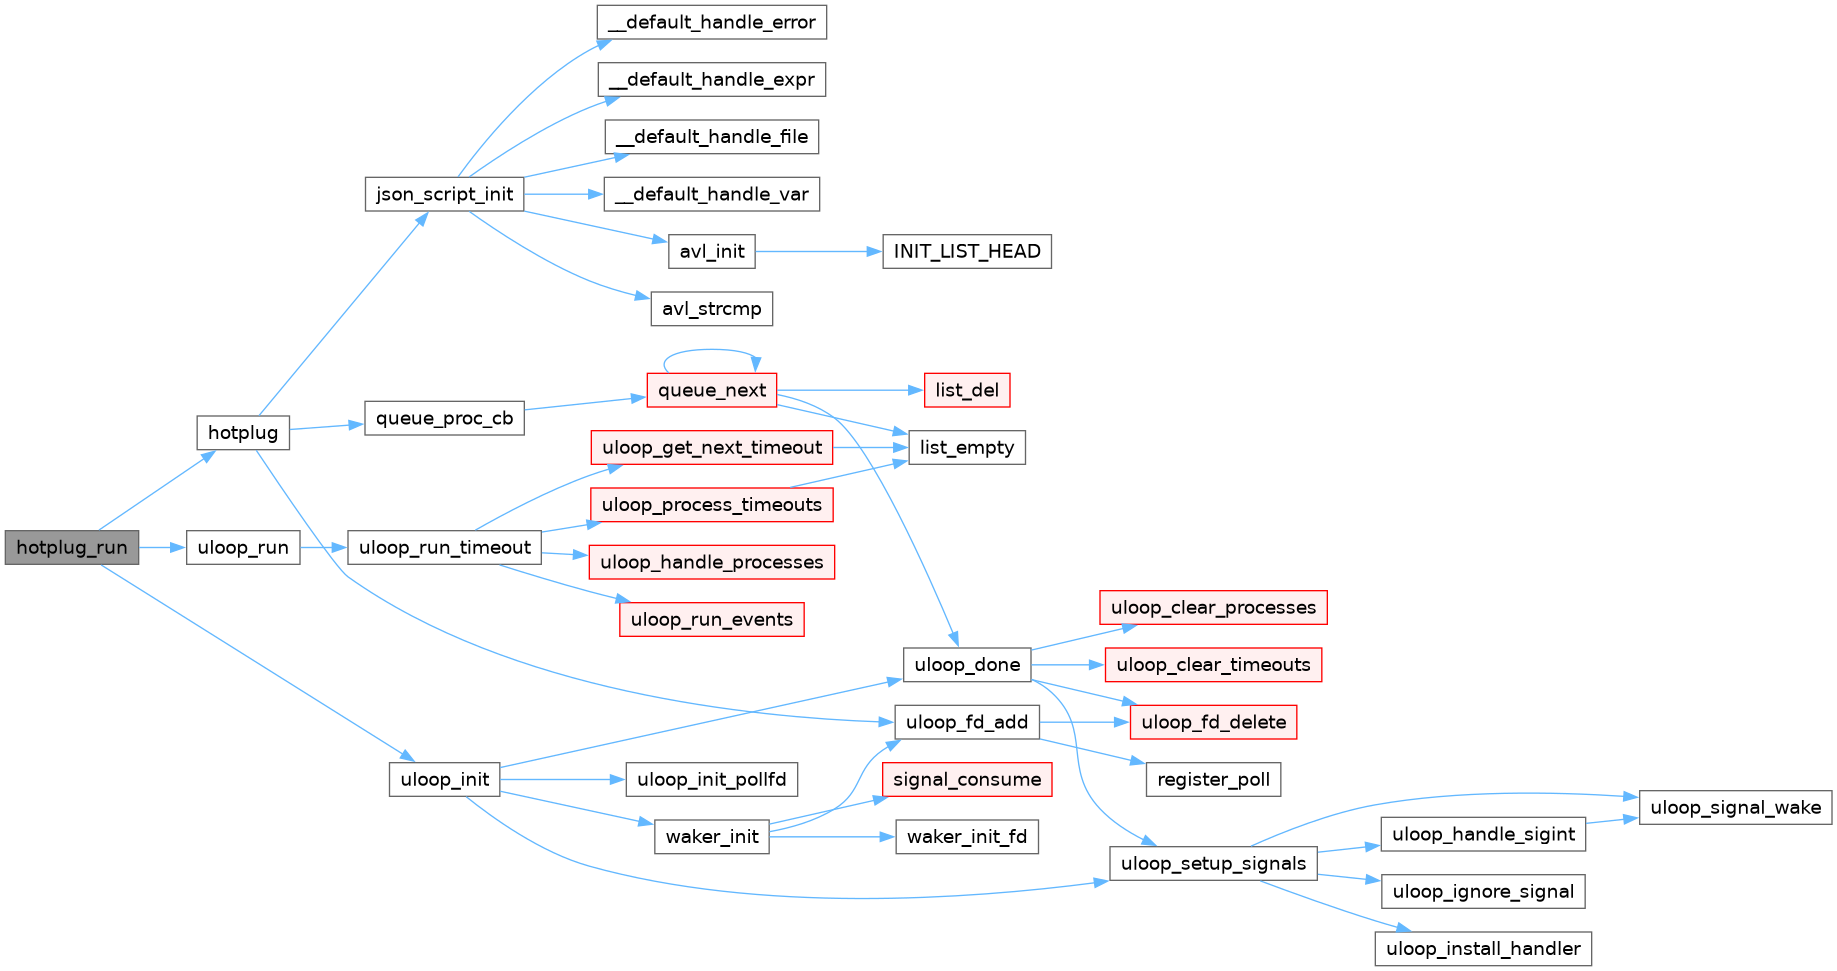 __default_handle_error
__default_handle_expr
__default_handle_file
json_script_init
__default_handle_var
avl_init
INIT_LIST_HEAD
avl_strcmp
queue_next
list_del
queue_proc_cb
hotplug
uloop_get_next_timeout
list_empty
uloop_process_timeouts
hotplug_run
uloop_run
uloop_run_timeout
uloop_handle_processes
uloop_run_events
uloop_clear_processes
uloop_done
uloop_clear_timeouts
uloop_fd_add
uloop_fd_delete
uloop_init
uloop_init_pollfd
signal_consume
register_poll
uloop_signal_wake
waker_init
waker_init_fd
uloop_handle_sigint
uloop_setup_signals
uloop_ignore_signal
uloop_install_handler